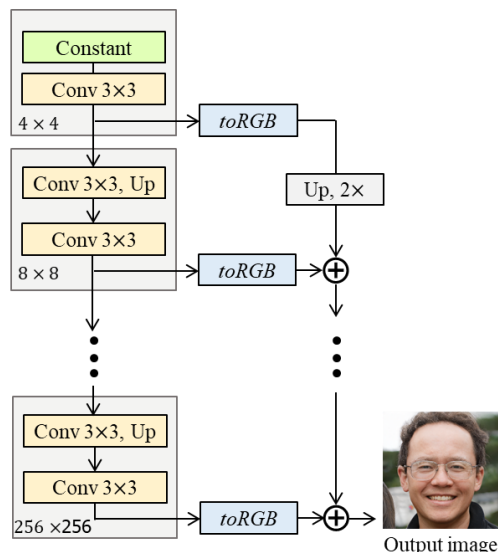 Constant
Conv 3×3
4 × 4
toRGB
Conv 3×3, Up
Up, 2×
Conv 3×3
8 × 8
toRGB
Conv 3×3, Up
Conv 3×3
256 ×256
toRGB
Output image